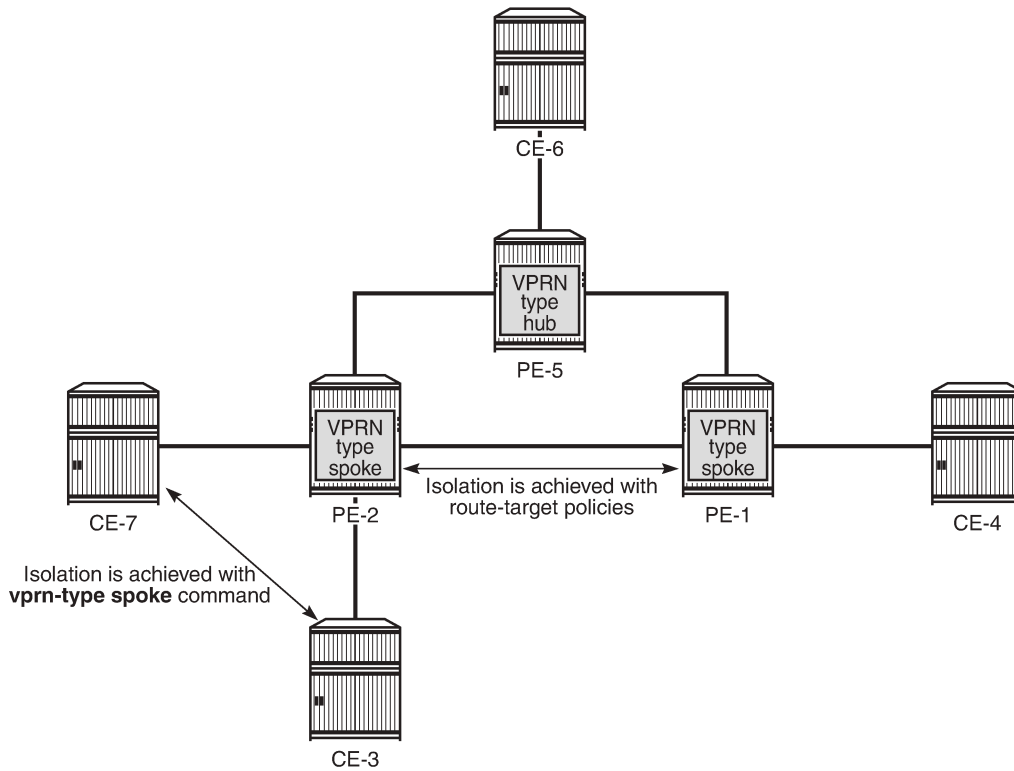 CE-6
VPRN
type
hub
PE-5
VPRN
type
spoke
VPRN
type
spoke
Isolation is achieved with
route-target policies
CE-7
PE-2
PE-1
CE-4
Isolation is achieved with
vprn-type spoke command
CE-3